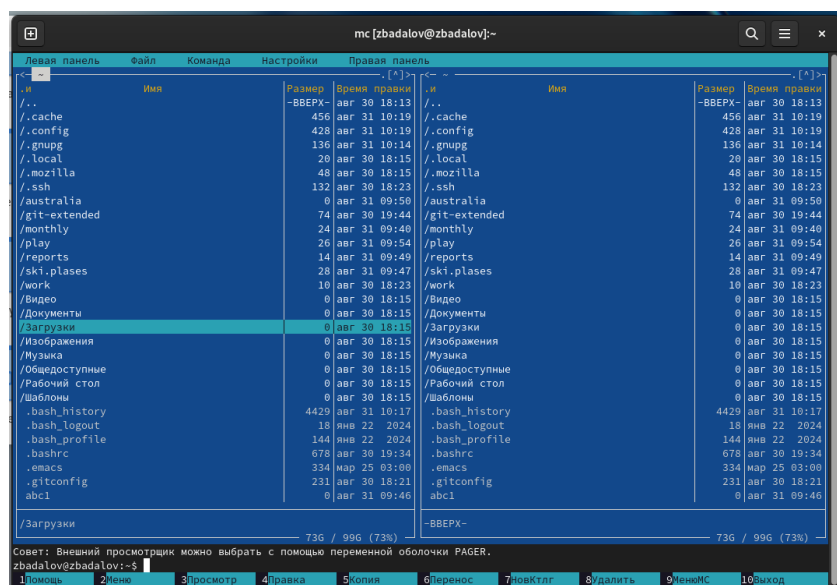 mc [zbadalov@zbadalov]:~
Левая панель Файл Команда Настройки Правая панель
<— ~ .[^]> <— ~ .[^]>
.и Имя Размер Время правки .и Имя Размер Время правки
/.. -ВВЕРХ- авг 30 18:13 /.. -ВВЕРХ- авг 30 18:13
/.cache 456 авг 31 10:19 /.cache 456 авг 31 10:19
/.config 428 авг 31 10:19 /.config 428 авг 31 10:19
/.gnupg 136 авг 31 10:14 /.gnupg 136 авг 31 10:14
/.local 20 авг 30 18:15 /.local 20 авг 30 18:15
/.mozilla 48 авг 30 18:15 /.mozilla 48 авг 30 18:15
/.ssh 132 авг 30 18:23 /.ssh 132 авг 30 18:23
/australia 0 авг 31 09:50 /australia 0 авг 31 09:50
/git-extended 74 авг 30 19:44 /git-extended 74 авг 30 19:44
/monthly 24 авг 31 09:40 /monthly 24 авг 31 09:40
/play 26 авг 31 09:54 /play 26 авг 31 09:54
/reports 14 авг 31 09:49 /reports 14 авг 31 09:49
/ski.plases 28 авг 31 09:47 /ski.plases 28 авг 31 09:47
/work 10 авг 30 18:23 /work 10 авг 30 18:23
/Видео 0 авг 30 18:15 /Видео 0 авг 30 18:15
/Документы 0 авг 30 18:15 /Документы 0 авг 30 18:15
/Загрузки 0 авг 30 18:15 /Загрузки 0 авг 30 18:15
/Изображения 0 авг 30 18:15 /Изображения 0 авг 30 18:15
/Музыка 0 авг 30 18:15 /Музыка 0 авг 30 18:15
/Общедоступные 0 авг 30 18:15 /Общедоступные 0 авг 30 18:15
/Рабочий стол 0 авг 30 18:15 /Рабочий стол 0 авг 30 18:15
/Шаблоны 0 авг 30 18:15 /Шаблоны 0 авг 30 18:15
.bash_history 4429 авг 31 10:17 .bash_history 4429 авг 31 10:17
.bash_logout 18 янв 22 2024 .bash_logout 18 янв 22 2024
.bash_profile 144 янв 22 2024 .bash_profile 144 янв 22 2024
.bashrc 678 авг 30 19:34 .bashrc 678 авг 30 19:34
.emacs 334 мар 25 03:00 .emacs 334 мар 25 03:00
.gitconfig 231 авг 30 18:21 .gitconfig 231 авг 30 18:21
abc1 0 авг 31 09:46 abc1 0 авг 31 09:46
/Загрузки -ВВЕРХ-
73G / 99G (73%) 73G / 99G (73%)
Совет: Внешний просмотрщик можно выбрать с помощью переменной оболочки PAGER.
zbadalov@zbadalov:~$
1Помощь 2Меню 3Просмотр 4Правка 5Копия 6Перенос 7НовКтлг 8Удалить 9МенюMC 10Выход